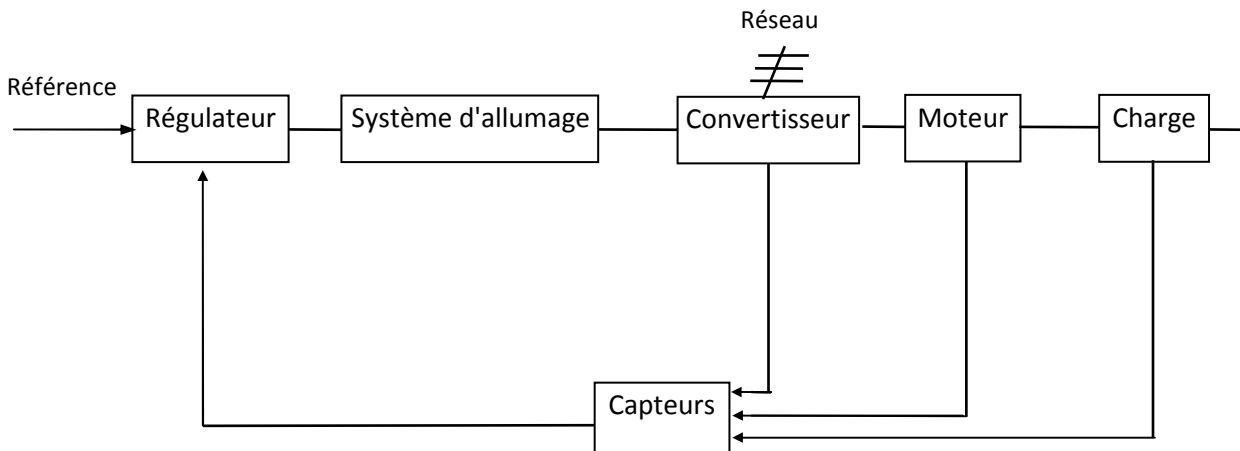 Réseau
Référence
Régulateur
Système d'allumage
Convertisseur
Moteur
Charge
Capteurs